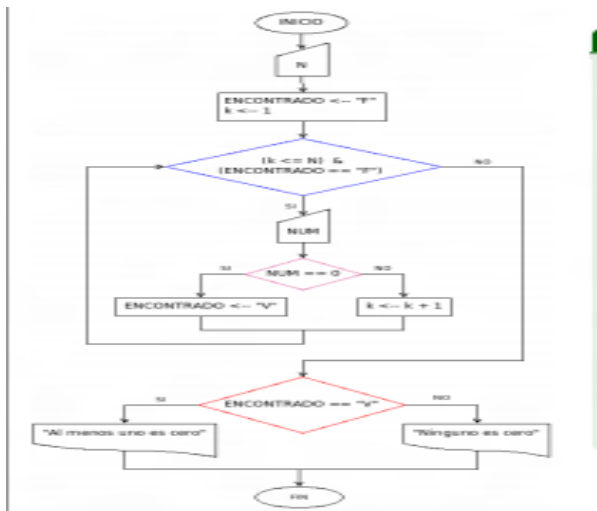 INICIO
N
ENCONTRADO <-- "F"
k <-- 1
(k <= N) &
(ENCONTRADO == "F")
NO
SI
NUM
SI
NUM == 0
NO
ENCONTRADO <-- "V"
k <-- k + 1
SI
ENCONTRADO == "V"
NO
"Al menos uno es cero"
"Ninguno es cero"
FIN